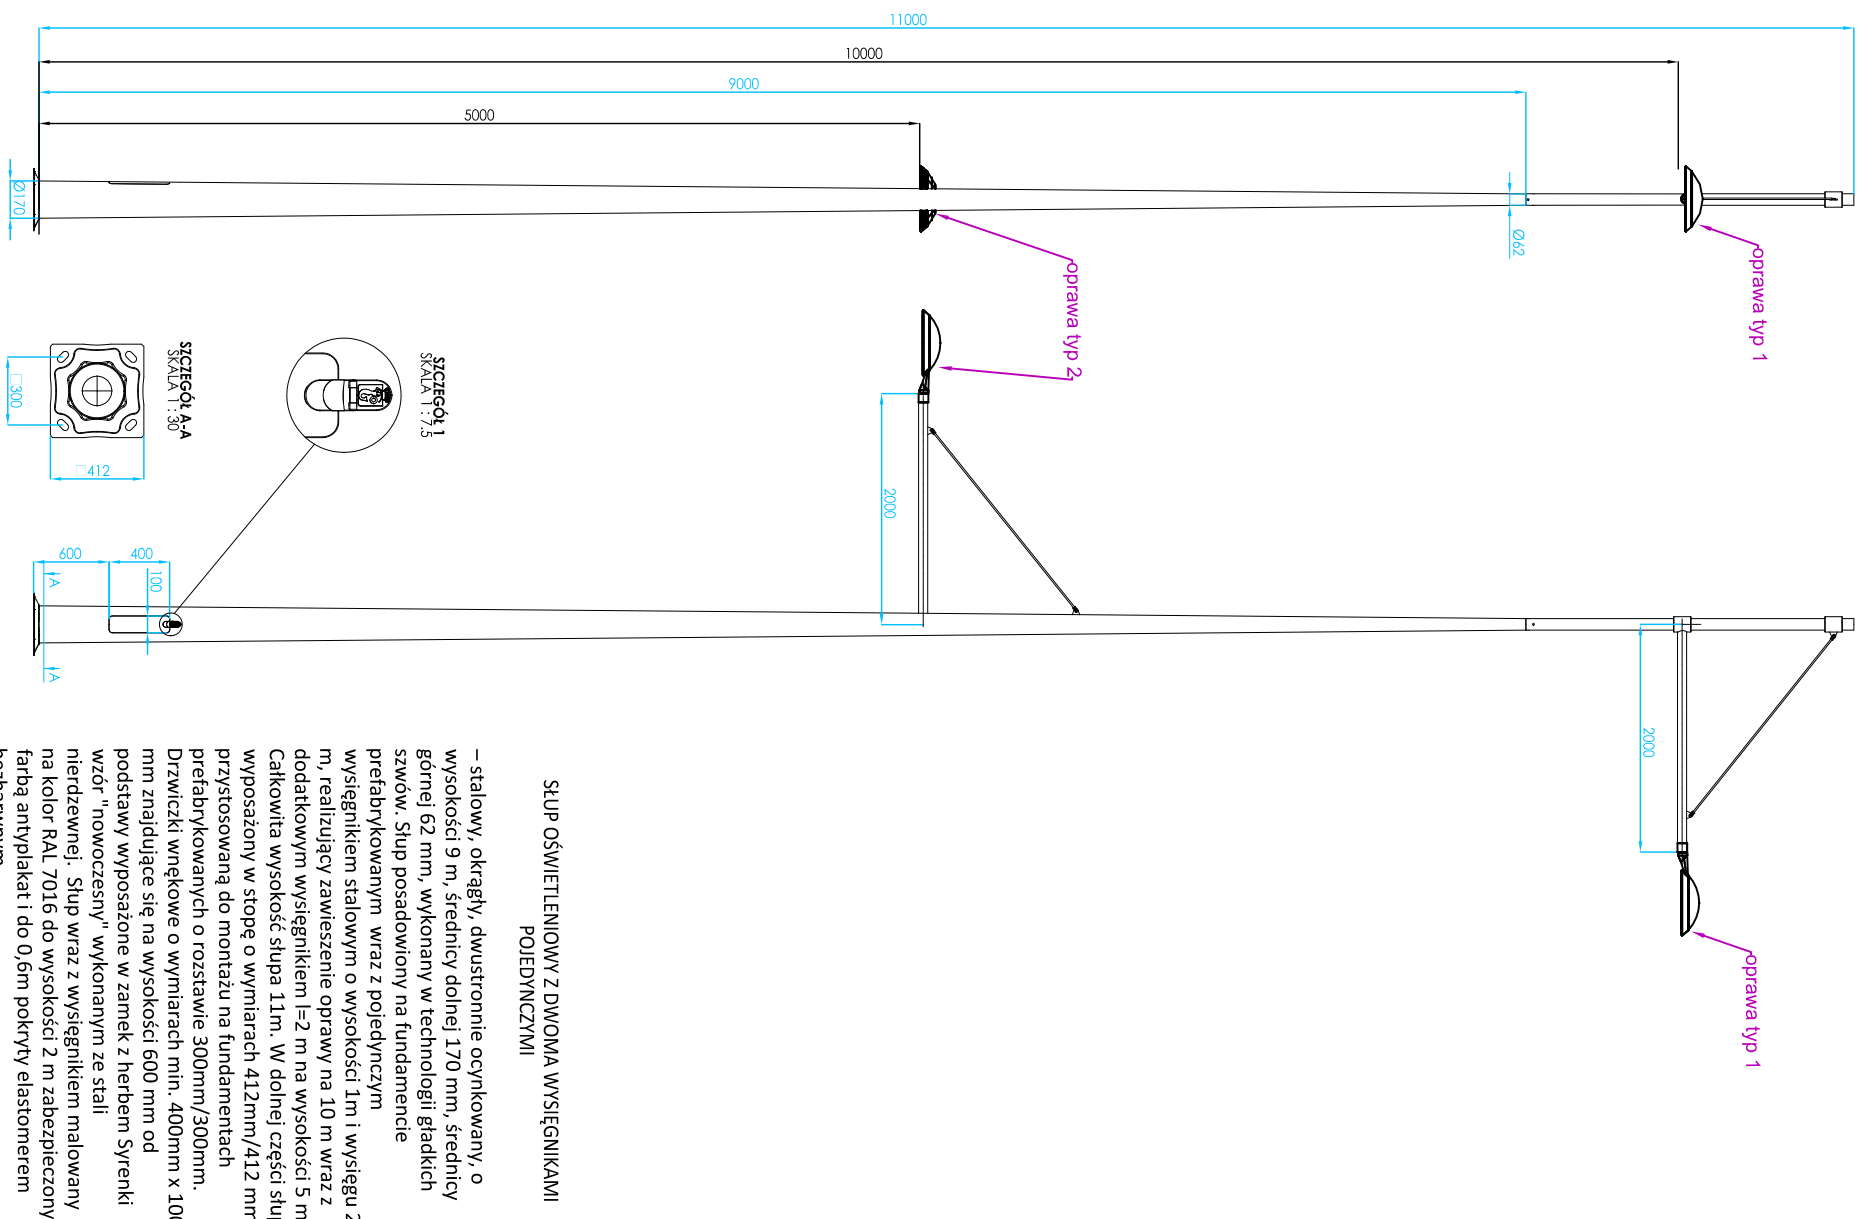 11000
10000
9000
5000
Ø170
Ø62
oprawa typ 1
oprawa typ 2
SZCZEGÓŁ 1
SKALA 1 : 7.5
SZCZEGÓŁ A-A
SKALA 1 : 30
□300
□412
2000
600
400
100
A
A
2000
oprawa typ 1
SŁUP OŚWIETLENIOWY Z DWOMA WYSIĘGNIKAMI
POJEDYNCZYMI
– stalowy, okrągły, dwustronnie ocynkowany, o
wysokości 9 m, średnicy dolnej 170 mm, średnicy
górnej 62 mm, wykonany w technologii gładkich
szwów. Słup posadowiony na fundamencie
prefabrykowanym wraz z pojedynczym
wysięgnikiem stalowym o wysokości 1m i wysięgu 2
m, realizujący zawieszenie oprawy na 10 m wraz z
dodatkowym wysięgnikiem l=2 m na wysokości 5 m
Całkowita wysokość słupa 11m. W dolnej części słup
wyposażony w stopę o wymiarach 412mm/412 mm
przystosowaną do montażu na fundamentach
prefabrykowanych o rozstawie 300mm/300mm.
Drzwiczki wnękowe o wymiarach min. 400mm x 100
mm znajdujące się na wysokości 600 mm od
podstawy wyposażone w zamek z herbem Syrenki
wzór "nowoczesny" wykonanym ze stali
nierdzewnej. Słup wraz z wysięgnikiem malowany
na kolor RAL 7016 do wysokości 2 m zabezpieczony
farbą antyplakat i do 0,6m pokryty elastomerem